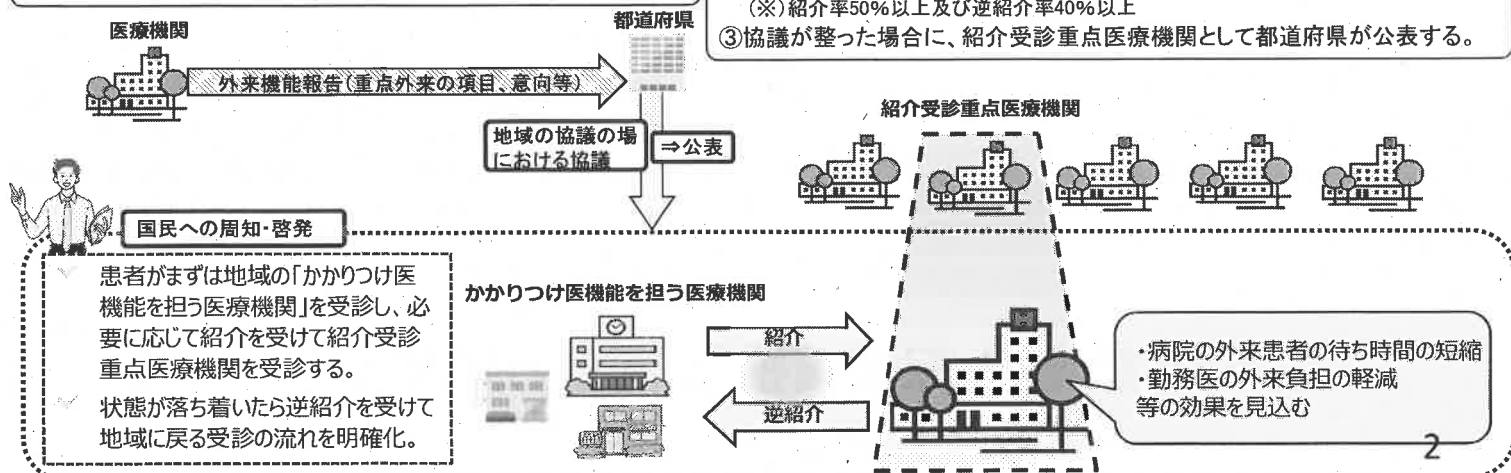 (※)紹介率50%以上及び逆紹介率40%以上
③協議が整った場合に、紹介受診重点医療機関として都道府県が公表する。
都道府県
医療機関
外来機能報告(重点外来の項目、意向等)
地域の協議の場
における協議
⇒公表
紹介受診重点医療機関
国民への周知・啓発
患者がまずは地域の「かかりつけ医
機能を担う医療機関」を受診し、必
要に応じて紹介を受けて紹介受診
重点医療機関を受診する。
状態が落ち着いたら逆紹介を受けて
地域に戻る受診の流れを明確化。
かかりつけ医機能を担う医療機関
紹介
逆紹介
・病院の外来患者の待ち時間の短縮
・勤務医の外来負担の軽減
等の効果を見込む
2